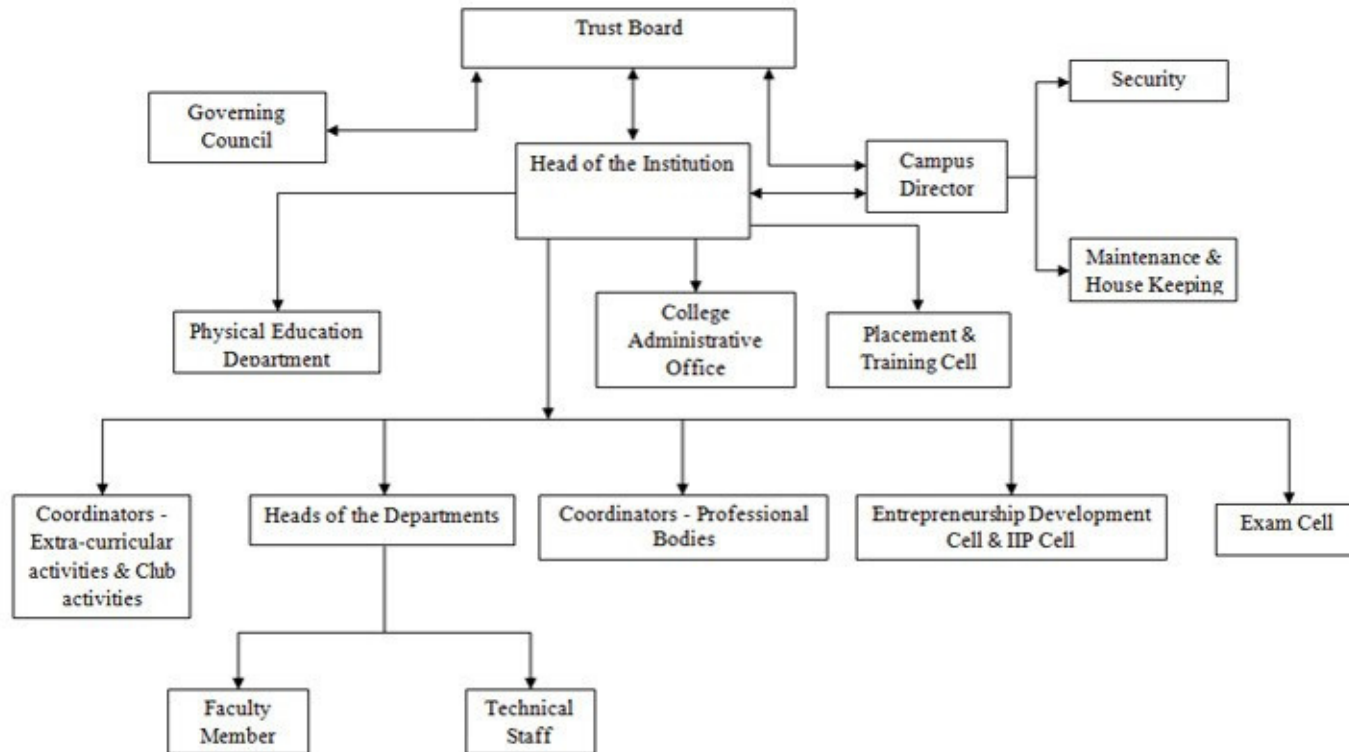 Trust Board
Security
Governing
Council
Head of the Institution
Campus
Director
Maintenance &
House Keeping
Physical Education
Department
College
Administrative
Office
Placement &
Training Cell
Coordinators -
Extra-curricular
activities & Club
activities
Heads of the Departments
Coordinators - Professional
Bodies
Entrepreneurship Development
Cell & IIP Cell
Exam Cell
Faculty
Member
Technical
Staff